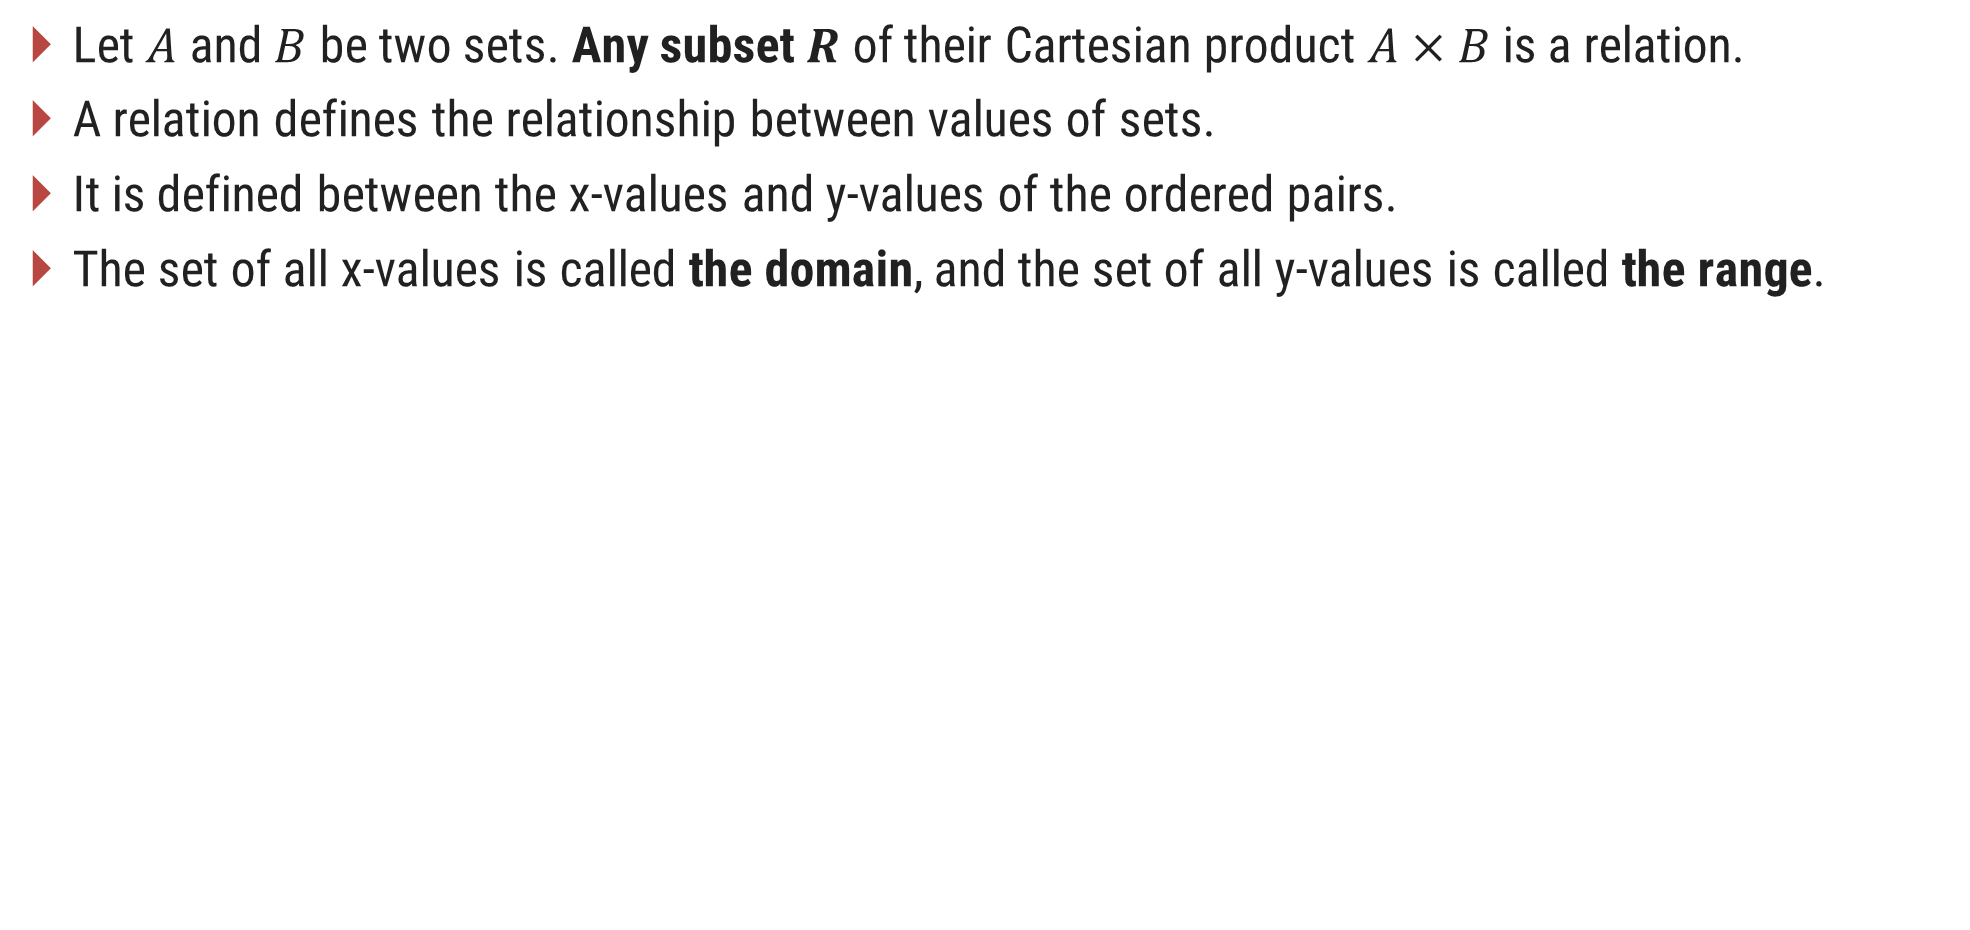 Let A and B be two sets. Any subset R of their Cartesian product A × B is a relation.
A relation defines the relationship between values of sets.
It is defined between the x-values and y-values of the ordered pairs.
The set of all x-values is called the domain, and the set of all y-values is called the range.